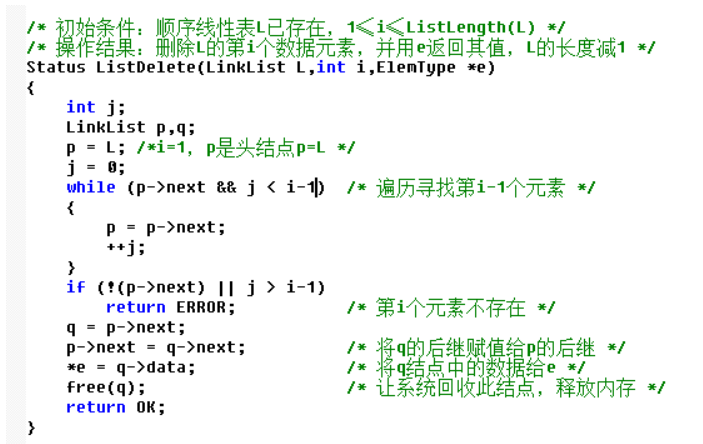 /* 初始条件：顺序线性表L已存在，1≤i≤ListLength(L) */
/* 操作结果：删除L的第i个数据元素，并用e返回其值，L的长度减1 */
Status ListDelete(LinkList L,int i,ElemType *e)
{
int j;
LinkList p,q;
p = L; /*i=1，p是头结点p=L */
j = 0;
while (p->next && j < i-1) /* 遍历寻找第i-1个元素 */
{
p = p->next;
++j;
}
if (!(p->next) || j > i-1)
return ERROR; /* 第i个元素不存在 */
q = p->next;
p->next = q->next; /* 将q的后继赋值给p的后继 */
*e = q->data; /* 将q结点中的数据给e */
free(q); /* 让系统回收此结点，释放内存 */
return OK;
}